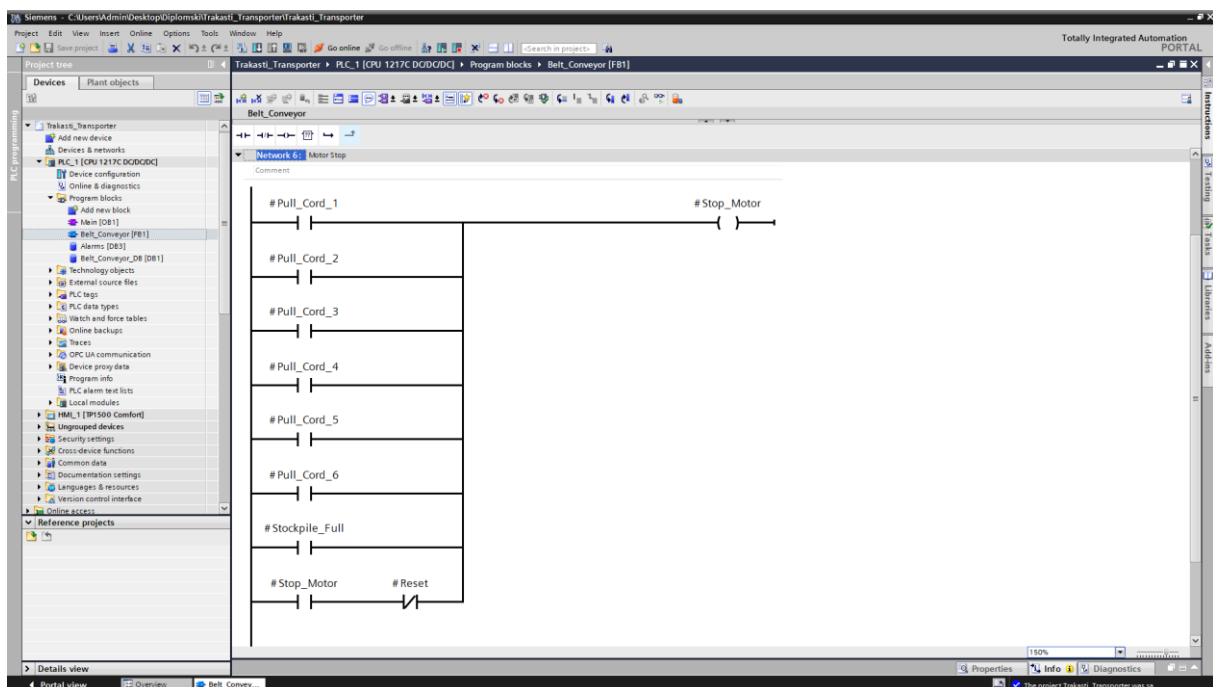 Siemens - C:\Users\Admin\Desktop\Diplomski\Trakasti_Transporter\Trakasti_Transporter
Project Edit View Insert Online Options Tools Window Help
Totally Integrated Automation
PORTAL
Save project
Go online
Go offline
<Search in project>
Project tree
Trakasti_Transporter ▸ PLC_1 [CPU 1217C DC/DC/DC] ▸ Program blocks ▸ Belt_Conveyor [FB1]
Devices
Plant objects
PLC programming
Belt_Conveyor
Trakasti_Transporter
Add new device
Devices & networks
PLC_1 [CPU 1217C DC/DC/DC]
Device configuration
Online & diagnostics
Program blocks
Add new block
Main [OB1]
Belt_Conveyor [FB1]
Alarms [DB3]
Belt_Conveyor_DB [DB1]
Technology objects
External source files
PLC tags
PLC data types
Watch and force tables
Online backups
Traces
OPC UA communication
Device proxy data
Program info
PLC alarm text lists
Local modules
HMI_1 [TP1500 Comfort]
Ungrouped devices
Security settings
Cross-device functions
Common data
Documentation settings
Languages & resources
Version control interface
Online access
Reference projects
Details view
Network 6: Motor Stop
Comment
#Pull_Cord_1
#Stop_Motor
#Pull_Cord_2
#Pull_Cord_3
#Pull_Cord_4
#Pull_Cord_5
#Pull_Cord_6
#Stockpile_Full
#Stop_Motor
#Reset
150%
Properties
Info
Diagnostics
Instructions
Testing
Tasks
Libraries
Add-ins
Portal view
Overview
Belt_Convey...
The project Trakasti_Transporter was sa